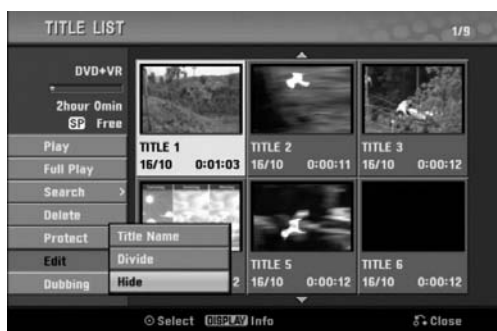 TITLE LIST
1/9
DVD+VR
2hour 0min
SP Free
Play
Full Play
Search >
Delete
Protect
Edit
Dubbing
Title Name
Divide
Hide
TITLE 1
16/10 0:01:03
TITLE 2
16/10 0:00:11
TITLE 3
16/10 0:00:12
2
TITLE 5
16/10 0:00:12
TITLE 6
16/10 0:00:12
Select DISPLAY Info
Close